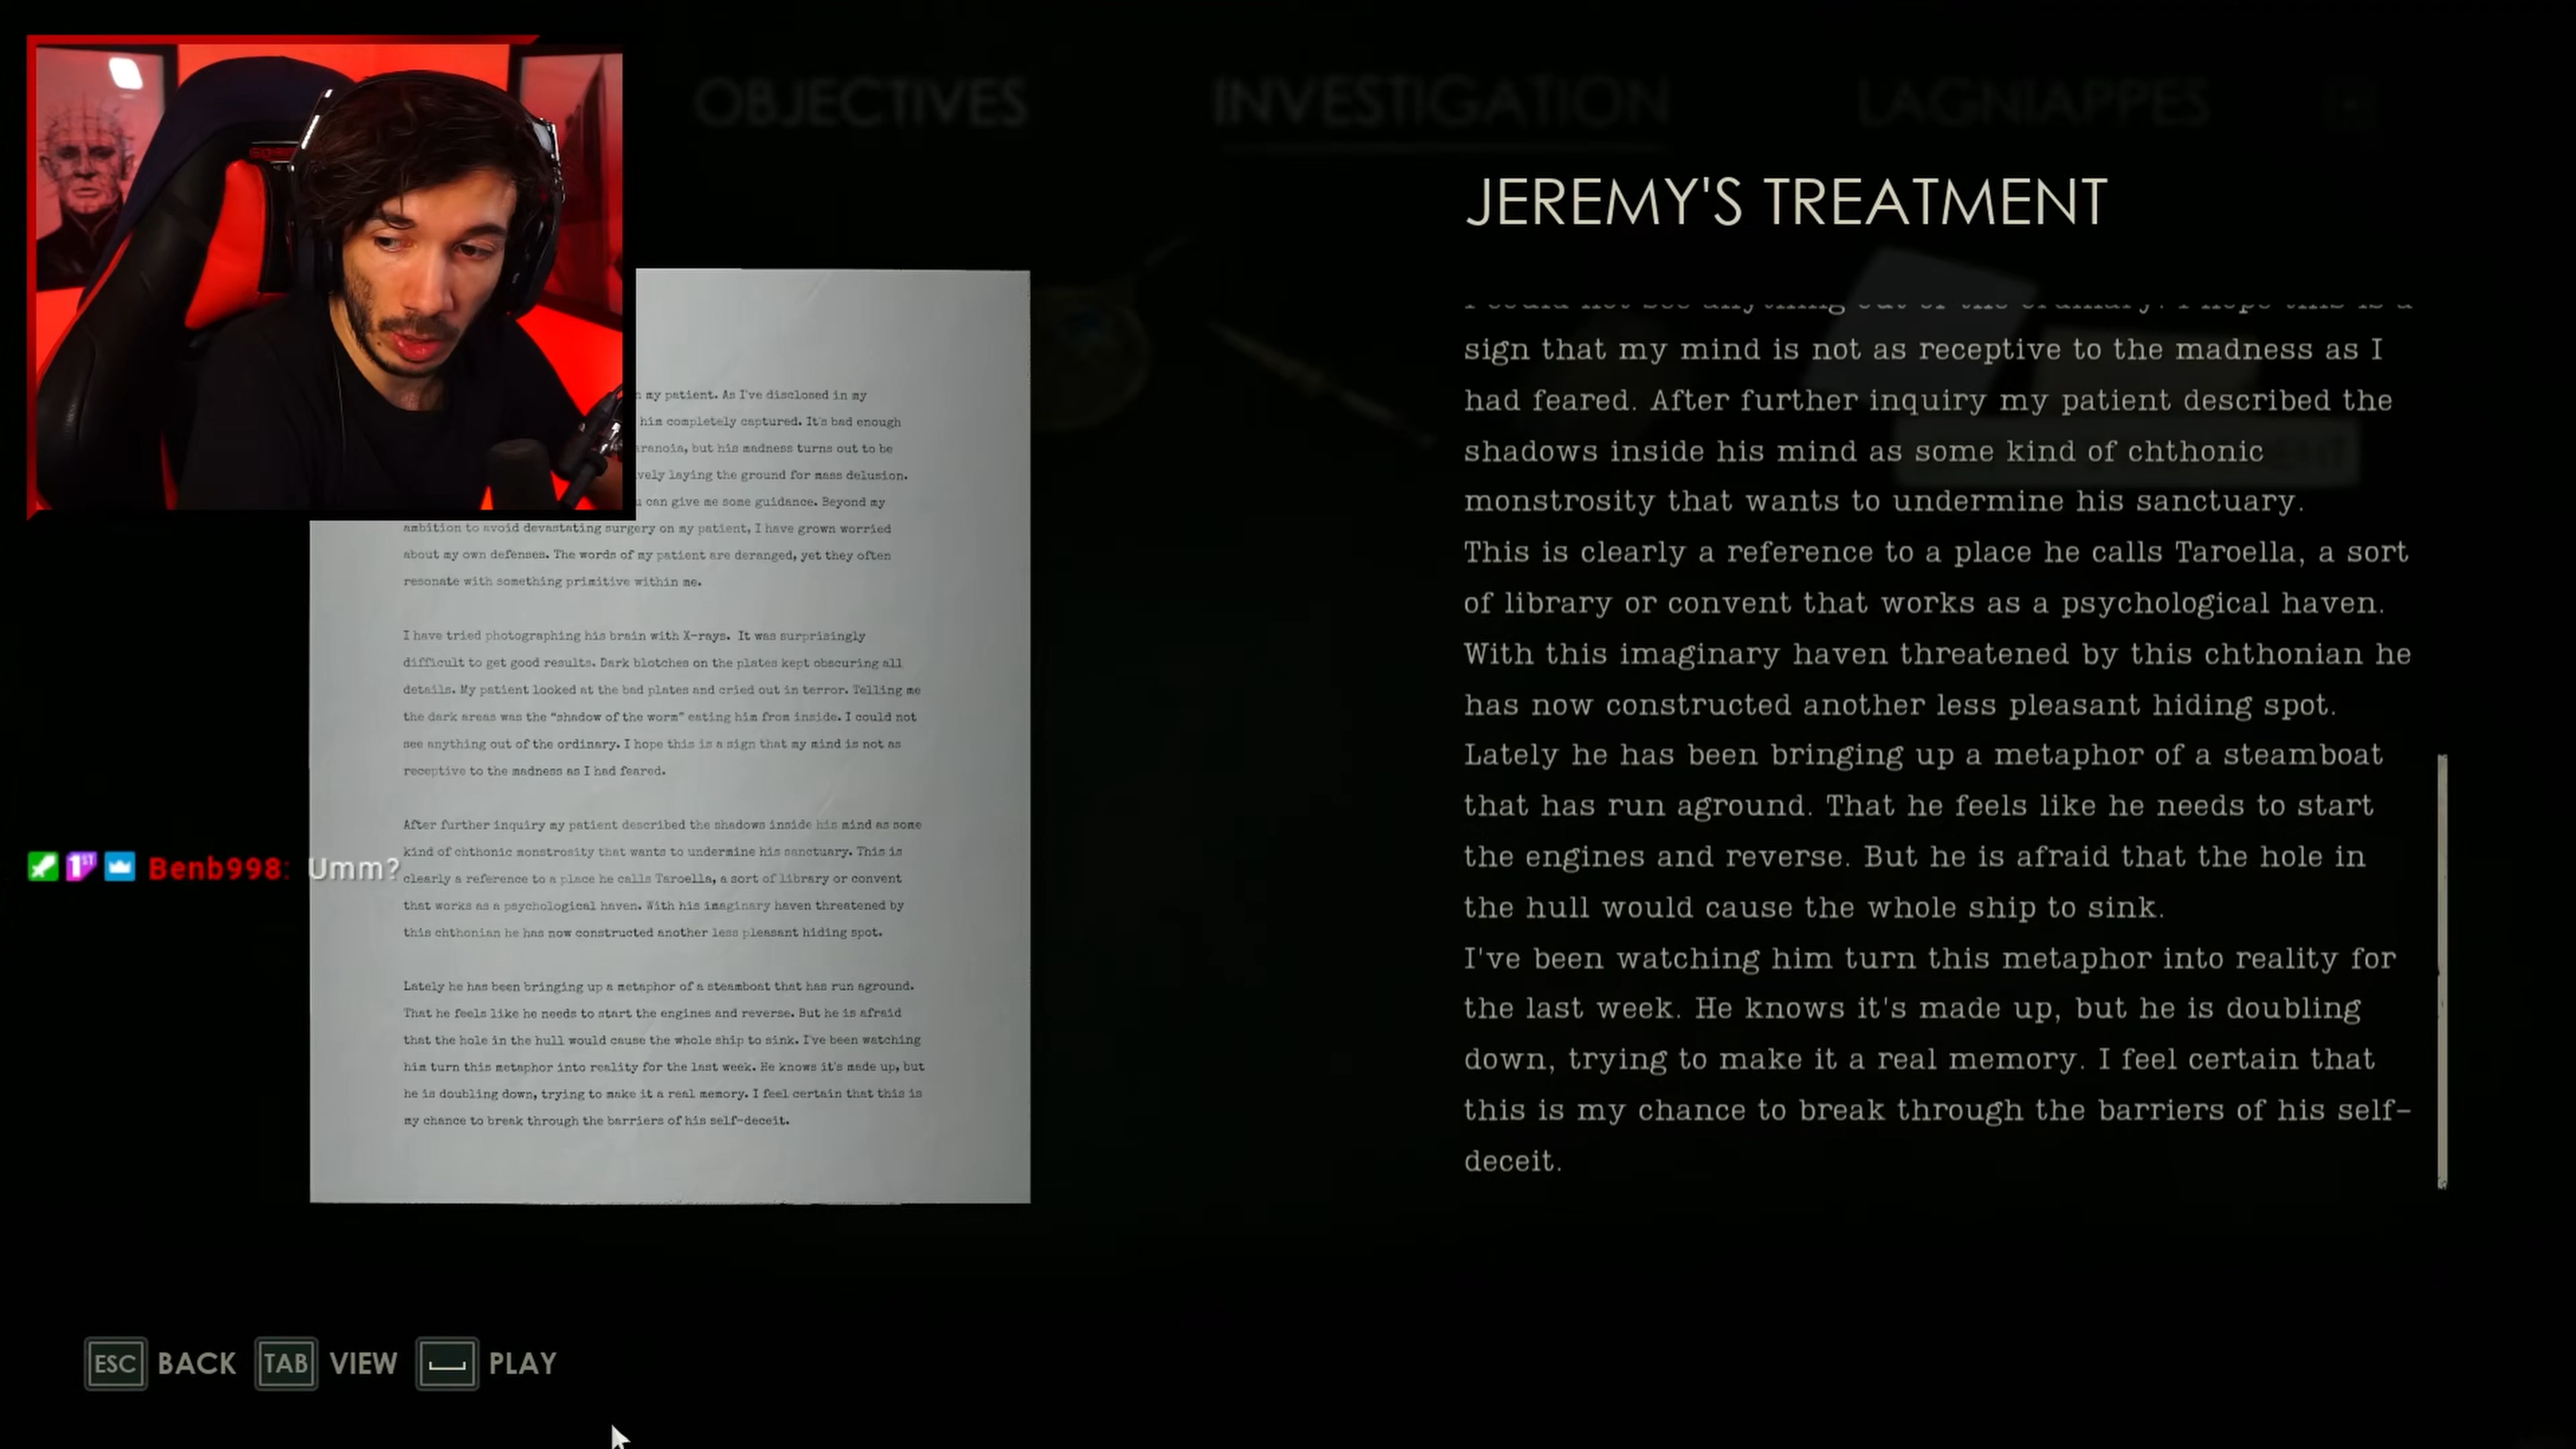 OBJECTIVES
INVESTIGATION
LAGNIAPPES
JEREMY'S TREATMENT
my patient. As I've disclosed in my
him completely captured. It's bad enough
but his madness turns out to be
laying the ground for mass delusion.
can give me some guidance. Beyond my
ambition to avoid devastating surgery on my patient, I have grown worried
about my own defenses. The words of my patient are deranged, yet they often
resonate with something primitive within me.
I have tried photographing his brain with X-rays. It was surprisingly
difficult to get good results. Dark blotches on the plates kept obscuring all
details. My patient looked at the bad plates and cried out in terror. Telling me
the dark areas was the "shadow of the worm" eating him from inside. I could not
see anything out of the ordinary. I hope this is a sign that my mind is not as
receptive to the madness as I had feared.
After further inquiry my patient described the shadows inside his mind as some
kind of chthonic monstrosity that wants to undermine his sanctuary. This is
clearly a reference to a place he calls Taroella, a sort of library or convent
that works as a psychological haven. With his imaginary haven threatened by
this chthonian he has now constructed another less pleasant hiding spot.
Lately he has been bringing up a metaphor of a steamboat that has run aground.
That he feels like he needs to start the engines and reverse. But he is afraid
that the hole in the hull would cause the whole ship to sink. I've been watching
him turn this metaphor into reality for the last week. He knows it's made up, but
he is doubling down, trying to make it a real memory. I feel certain that this is
my chance to break through the barriers of his self-deceit.
I could not see anything out of the ordinary. I hope this is a
sign that my mind is not as receptive to the madness as I
had feared. After further inquiry my patient described the
shadows inside his mind as some kind of chthonic
monstrosity that wants to undermine his sanctuary.
This is clearly a reference to a place he calls Taroella, a sort
of library or convent that works as a psychological haven.
With this imaginary haven threatened by this chthonian he
has now constructed another less pleasant hiding spot.
Lately he has been bringing up a metaphor of a steamboat
that has run aground. That he feels like he needs to start
the engines and reverse. But he is afraid that the hole in
the hull would cause the whole ship to sink.
I've been watching him turn this metaphor into reality for
the last week. He knows it's made up, but he is doubling
down, trying to make it a real memory. I feel certain that
this is my chance to break through the barriers of his self-
deceit.
1ST Benb998: Umm?
ESC BACK TAB VIEW PLAY